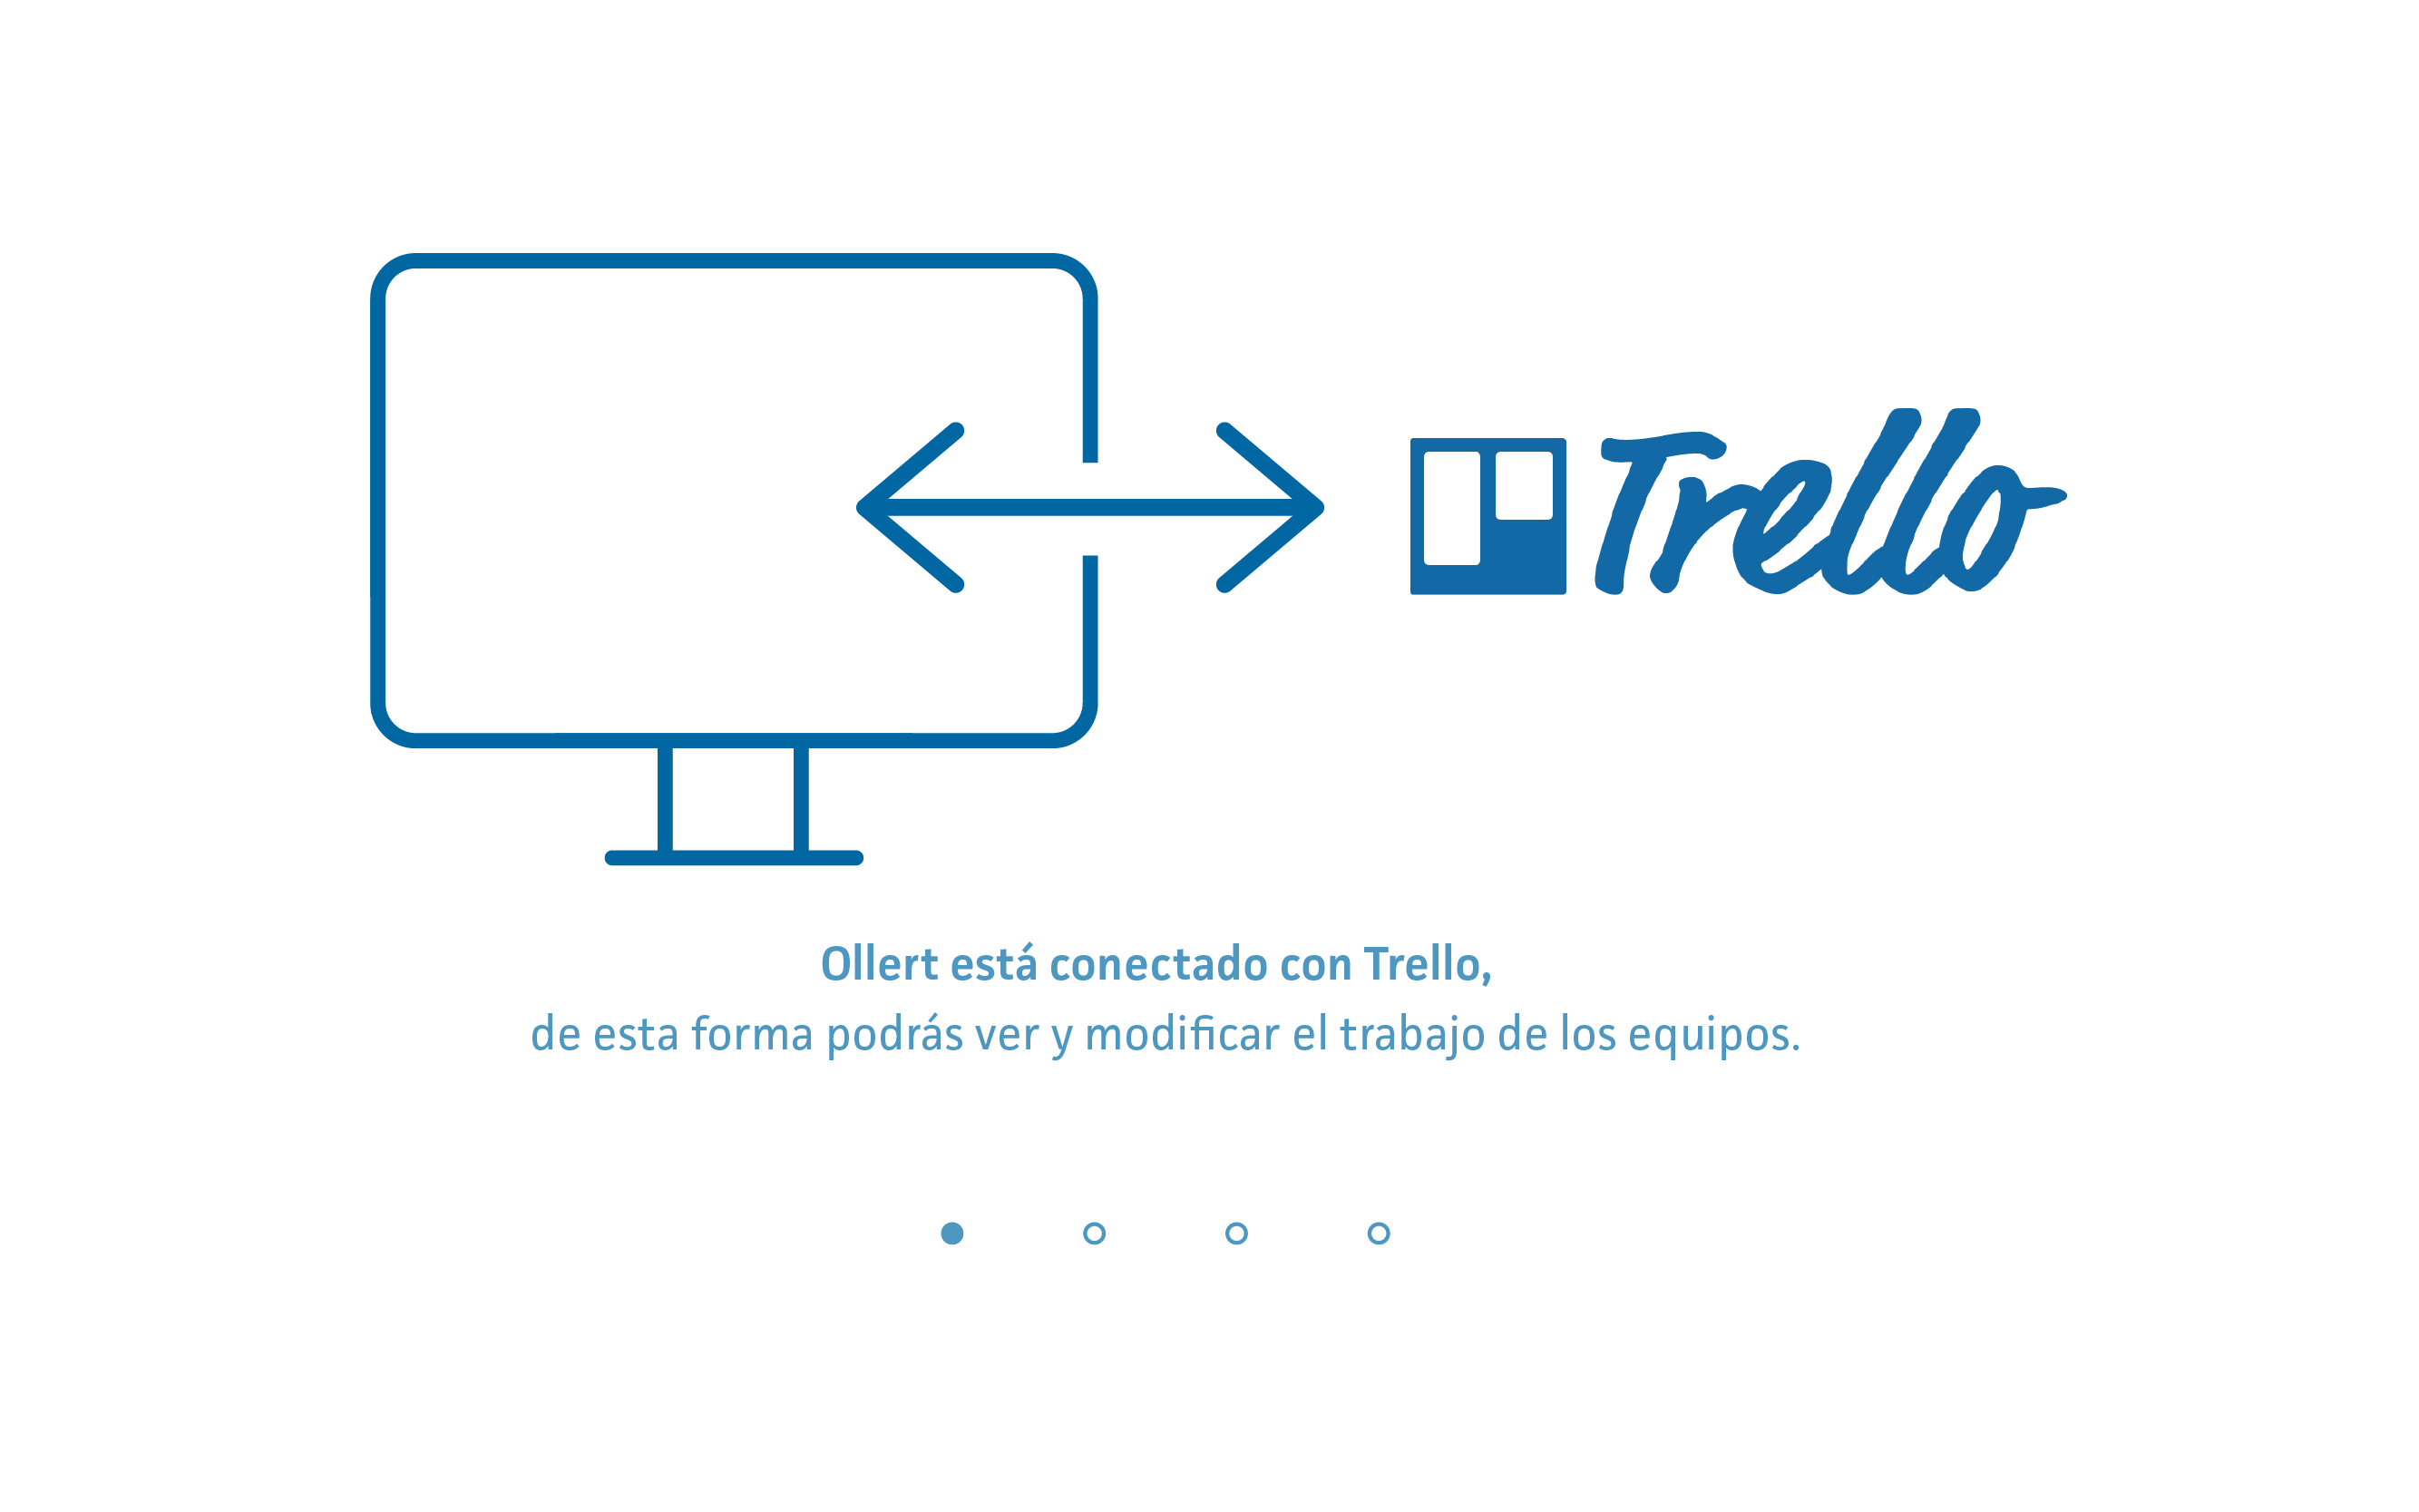 Trello
Ollert está conectado con Trello,
de esta forma podrás ver y modificar el trabajo de los equipos.